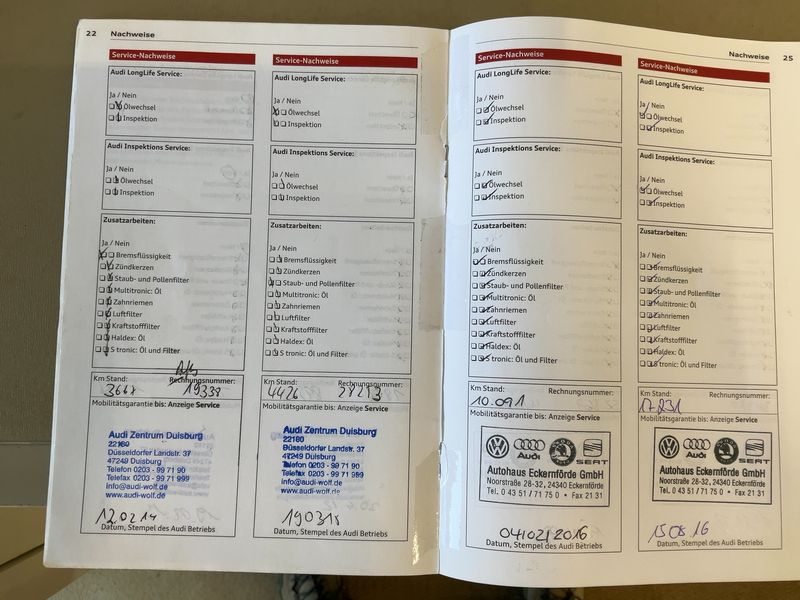 22 Nachweise
Service-Nachweise
Audi LongLife Service:
Ja / Nein
Ölwechsel
Inspektion
Audi Inspektions Service:
Ja / Nein
Ölwechsel
Inspektion
Zusatzarbeiten:
Ja / Nein
Bremsflüssigkeit
Zündkerzen
Staub- und Pollenfilter
Multitronic: Öl
Zahnriemen
Luftfilter
Kraftstofffilter
Haldex: Öl
S tronic: Öl und Filter
Km Stand: Rechnungsnummer:
19339
Mobilitätsgarantie bis: Anzeige Service
Audi Zentrum Duisburg
22180
Düsseldorfer Landstr. 37
47249 Duisburg
Telefon 0203 - 99 71 90
Telefax 0203 - 99 71 999
info@audi-wolf.de
www.audi-wolf.de
12.02.14
Datum, Stempel des Audi Betriebs
Service-Nachweise
Audi LongLife Service:
Ja / Nein
Ölwechsel
Inspektion
Audi Inspektions Service:
Ja / Nein
Ölwechsel
Inspektion
Zusatzarbeiten:
Ja / Nein
Bremsflüssigkeit
Zündkerzen
Staub- und Pollenfilter
Multitronic: Öl
Zahnriemen
Luftfilter
Kraftstofffilter
Haldex: Öl
S tronic: Öl und Filter
Km Stand: Rechnungsnummer:
4426
Mobilitätsgarantie bis: Anzeige Service
Audi Zentrum Duisburg
22180
Düsseldorfer Landstr. 37
47249 Duisburg
Telefon 0203 - 99 71 90
Telefax 0203 - 99 71 999
info@audi-wolf.de
www.audi-wolf.de
Datum, Stempel des Audi Betriebs
Service-Nachweise
Audi LongLife Service:
Ja / Nein
Ölwechsel
Inspektion
Audi Inspektions Service:
Ja / Nein
Ölwechsel
Inspektion
Zusatzarbeiten:
Ja / Nein
Bremsflüssigkeit
Zündkerzen
Staub- und Pollenfilter
Multitronic: Öl
Zahnriemen
Luftfilter
Kraftstofffilter
Haldex: Öl
S tronic: Öl und Filter
Km Stand: Rechnungsnummer:
10.091
Mobilitätsgarantie bis: Anzeige Service
Audi SEAT
Autohaus Eckernförde GmbH
Noorstraße 28-32, 24340 Eckernförde
Tel. 0 43 51 / 71 75 0 • Fax 21 31
04/02/2016
Datum, Stempel des Audi Betriebs
Nachweise 25
Service-Nachweise
Audi LongLife Service:
Ja / Nein
Ölwechsel
Inspektion
Audi Inspektions Service:
Ja / Nein
Ölwechsel
Inspektion
Zusatzarbeiten:
Ja / Nein
Bremsflüssigkeit
Zündkerzen
Staub- und Pollenfilter
Multitronic: Öl
Zahnriemen
Luftfilter
Kraftstofffilter
Haldex: Öl
S tronic: Öl und Filter
Km Stand: Rechnungsnummer:
17231
Mobilitätsgarantie bis: Anzeige Service
Audi SEAT
Autohaus Eckernförde GmbH
Noorstraße 28-32, 24340 Eckernförde
Tel. 0 43 51 / 71 75 0 • Fax 21 31
15 08 16
Datum, Stempel des Audi Betriebs